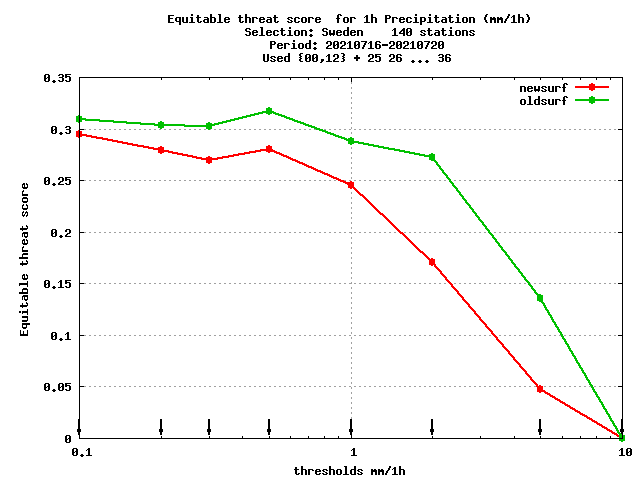 Equitable threat score for 1h Precipitation (mm/1h)
Selection: Sweden 140 stations
Period: 20210716-20210720
Used {00,12} + 25 26 ... 36
newsurf
oldsurf
Equitable threat score
0.35
0.3
0.25
0.2
0.15
0.1
0.05
0
0.1 1 10
thresholds mm/1h